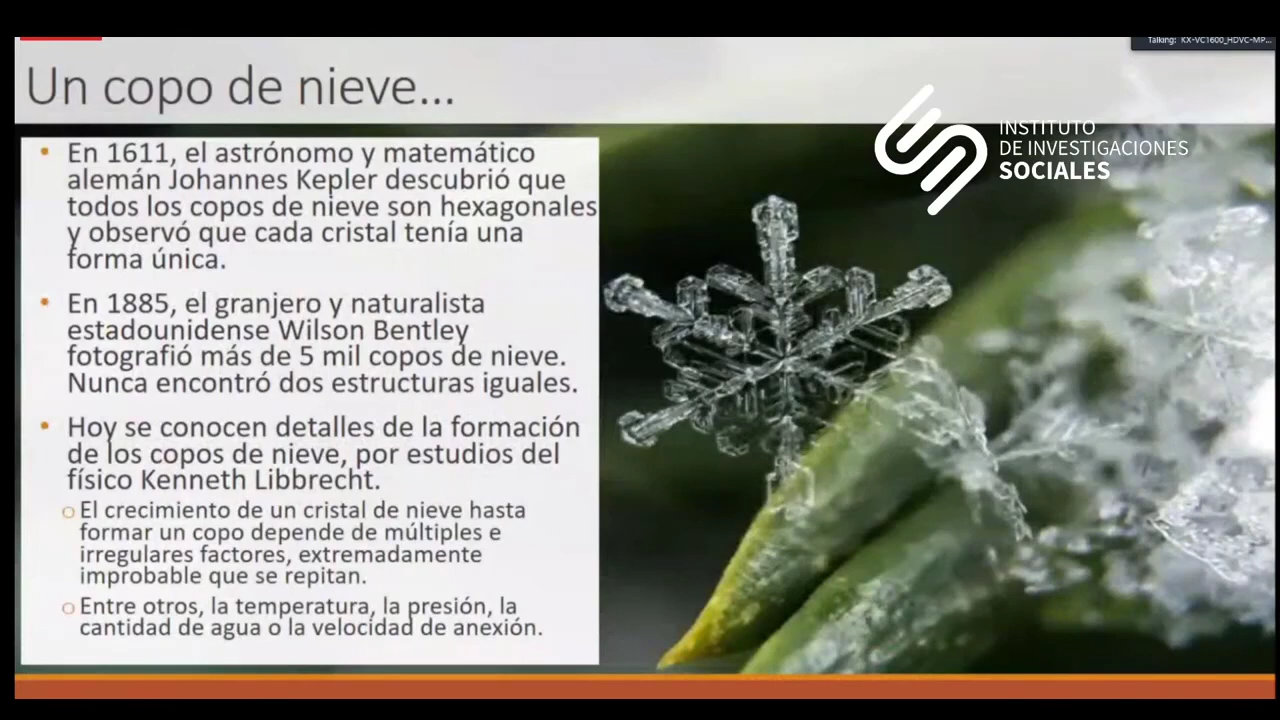 Talking: KX-VC1600_HDVC-MP...
Un copo de nieve...
INSTITUTO
DE INVESTIGACIONES
SOCIALES
• En 1611, el astrónomo y matemático
alemán Johannes Kepler descubrió que
todos los copos de nieve son hexagonales
y observó que cada cristal tenía una
forma única.
• En 1885, el granjero y naturalista
estadounidense Wilson Bentley
fotografió más de 5 mil copos de nieve.
Nunca encontró dos estructuras iguales.
• Hoy se conocen detalles de la formación
de los copos de nieve, por estudios del
físico Kenneth Libbrecht.
o El crecimiento de un cristal de nieve hasta
formar un copo depende de múltiples e
irregulares factores, extremadamente
improbable que se repitan.
o Entre otros, la temperatura, la presión, la
cantidad de agua o la velocidad de anexión.